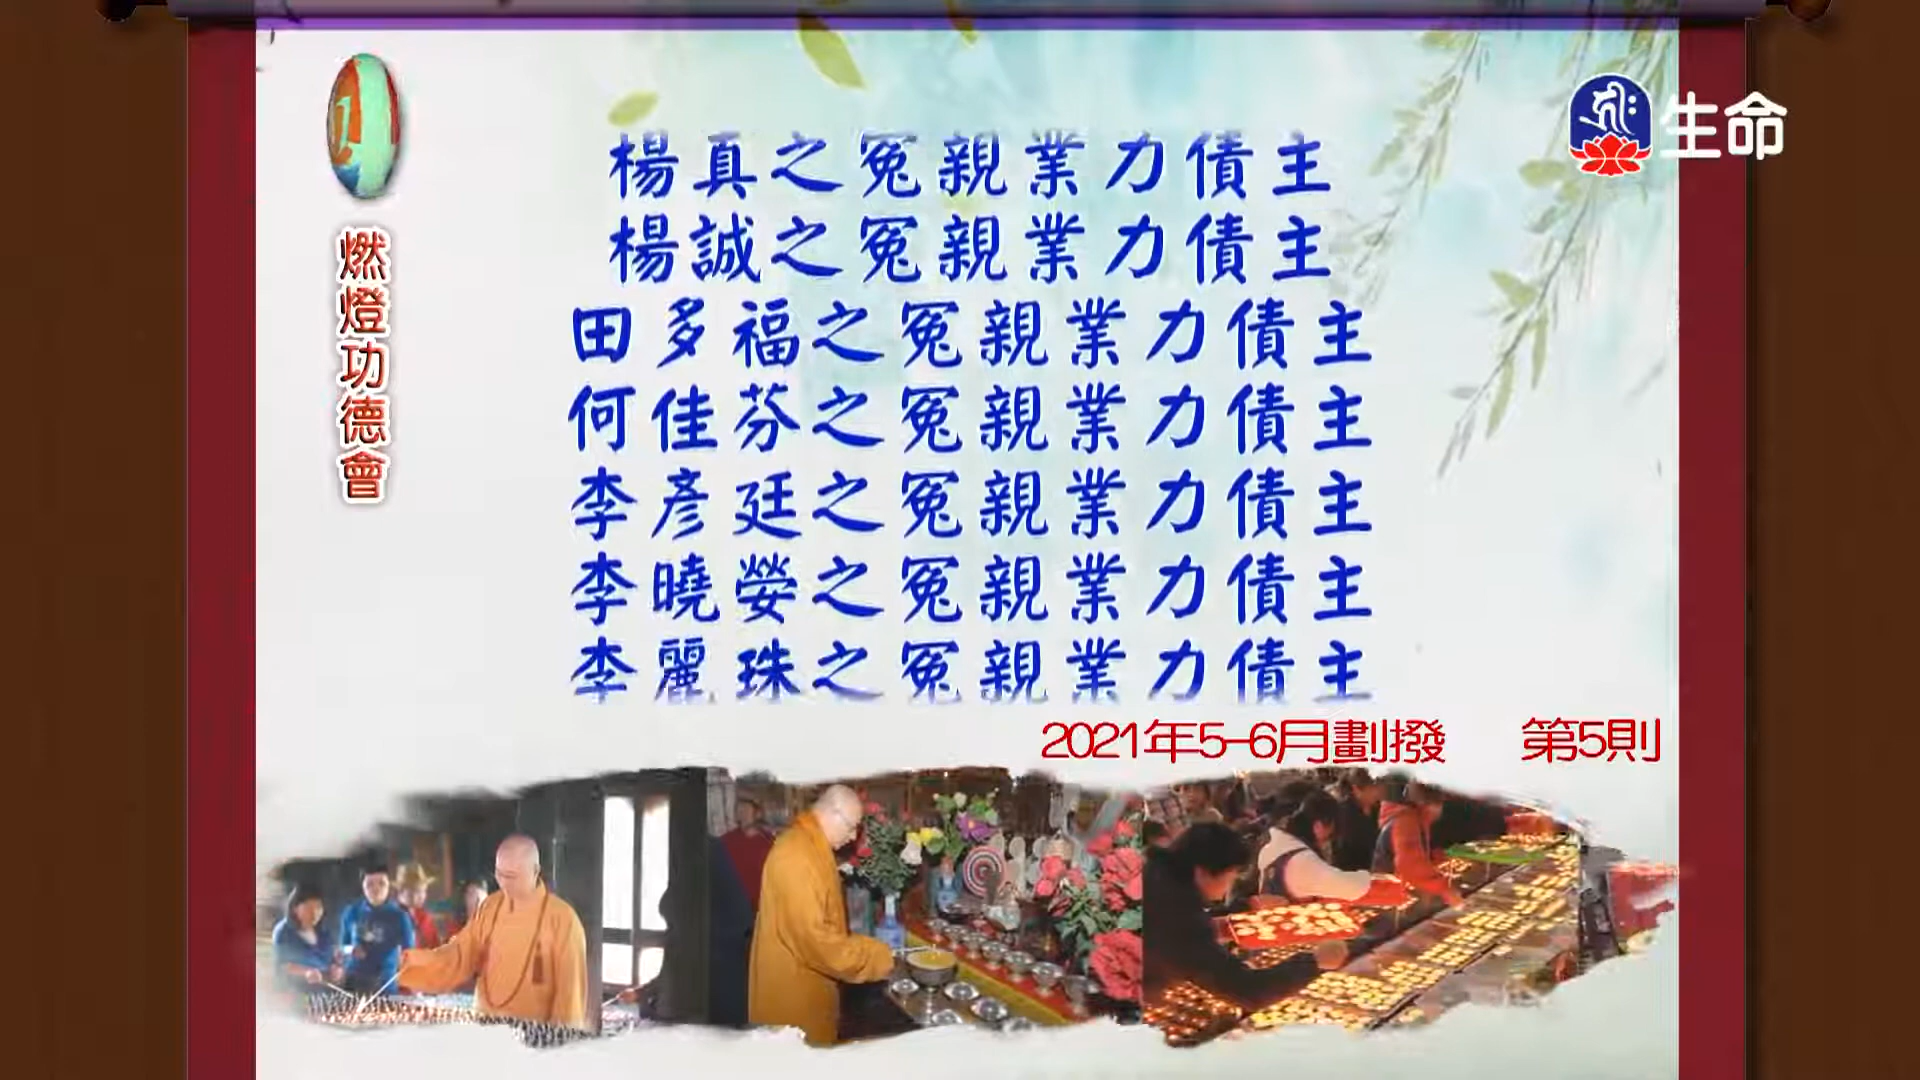 燃燈功德會
生命
楊真之冤親業力債主
楊誠之冤親業力債主
田多福之冤親業力債主
何佳芬之冤親業力債主
李彥廷之冤親業力債主
李曉嫈之冤親業力債主
李麗珠之冤親業力債主
2021年5-6月劃撥 第5則